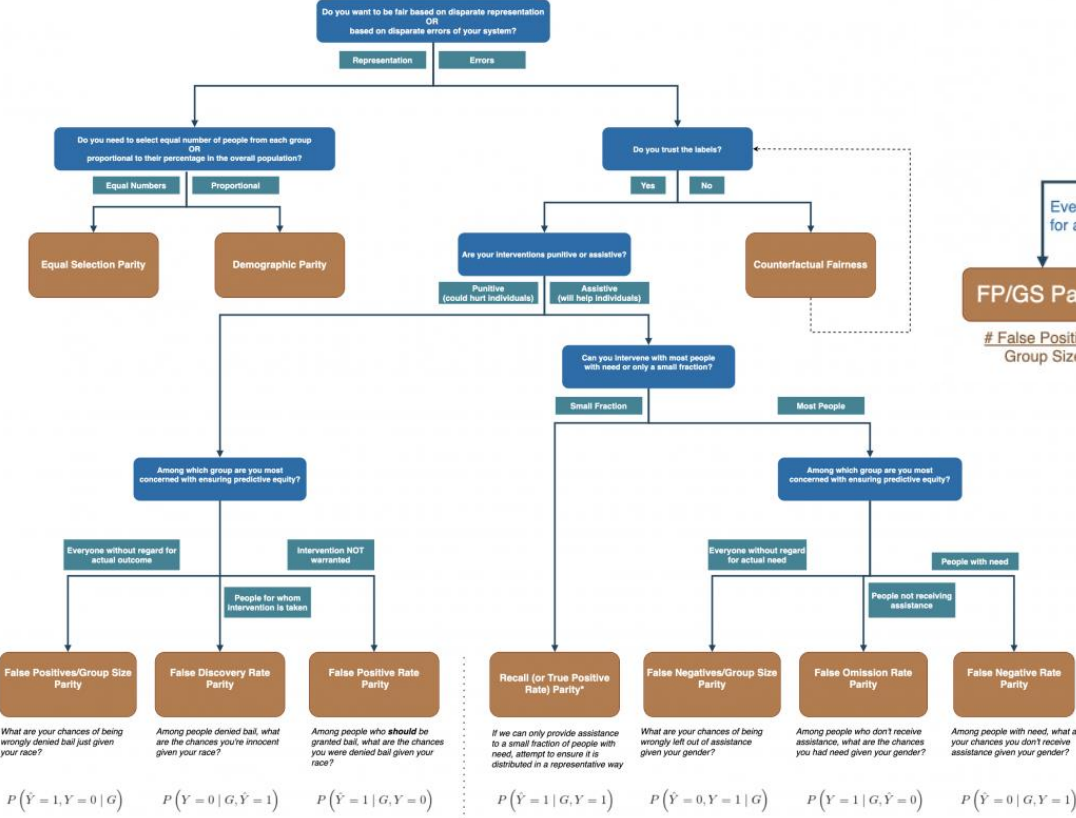 Do you want to be fair based on disparate representation
OR
based on disparate errors of your system?
Representation
Errors
Do you need to select equal number of people from each group
OR
proportional to their percentage in the overall population?
Do you trust the labels?
Equal Numbers
Proportional
Yes
No
Equal Selection Parity
Demographic Parity
Are your interventions punitive or assistive?
Counterfactual Fairness
Punitive
(could hurt individuals)
Assistive
(will help individuals)
for a
FP/GS
# False
Group
Can you intervene with most people
with need or only a small fraction?
Small Fraction
Most People
Among which group are you most
concerned with ensuring predictive equity?
Among which group are you most
concerned with ensuring predictive equity?
Everyone without regard for
actual outcome
Intervention NOT
warranted
People for whom
intervention is taken
Everyone without regard
for actual need
People with need
People not receiving
assistance
False Positives/Group Size
Parity
False Discovery Rate
Parity
False Positive Rate
Parity
Recall (or True Positive
Rate) Parity*
False Negatives/Group Size
Parity
False Omission Rate
Parity
False Negative Rate
Parity
What are your chances of being
wrongly denied bail just given
your race?
Among people denied bail, what
are the chances you're innocent
given your race?
Among people who should be
granted bail, what are the chances
you were denied bail given your
race?
If we can only provide assistance
to a small fraction of people with
need, attempt to ensure it is
distributed in a representative way
What are your chances of being
wrongly left out of assistance
given your gender?
Among people who don't receive
assistance, what are the chances
you had need given your gender?
Among people with need, what
your chances you don't receive
assistance given your gender?
P(Ŷ = 1, Y = 0 | G)
P(Y = 0 | G, Ŷ = 1)
P(Ŷ = 1 | G, Y = 0)
P(Ŷ = 1 | G, Y = 1)
P(Ŷ = 0, Y = 1 | G)
P(Y = 1 | G, Ŷ = 0)
P(Ŷ = 0 | G, Y = 1)